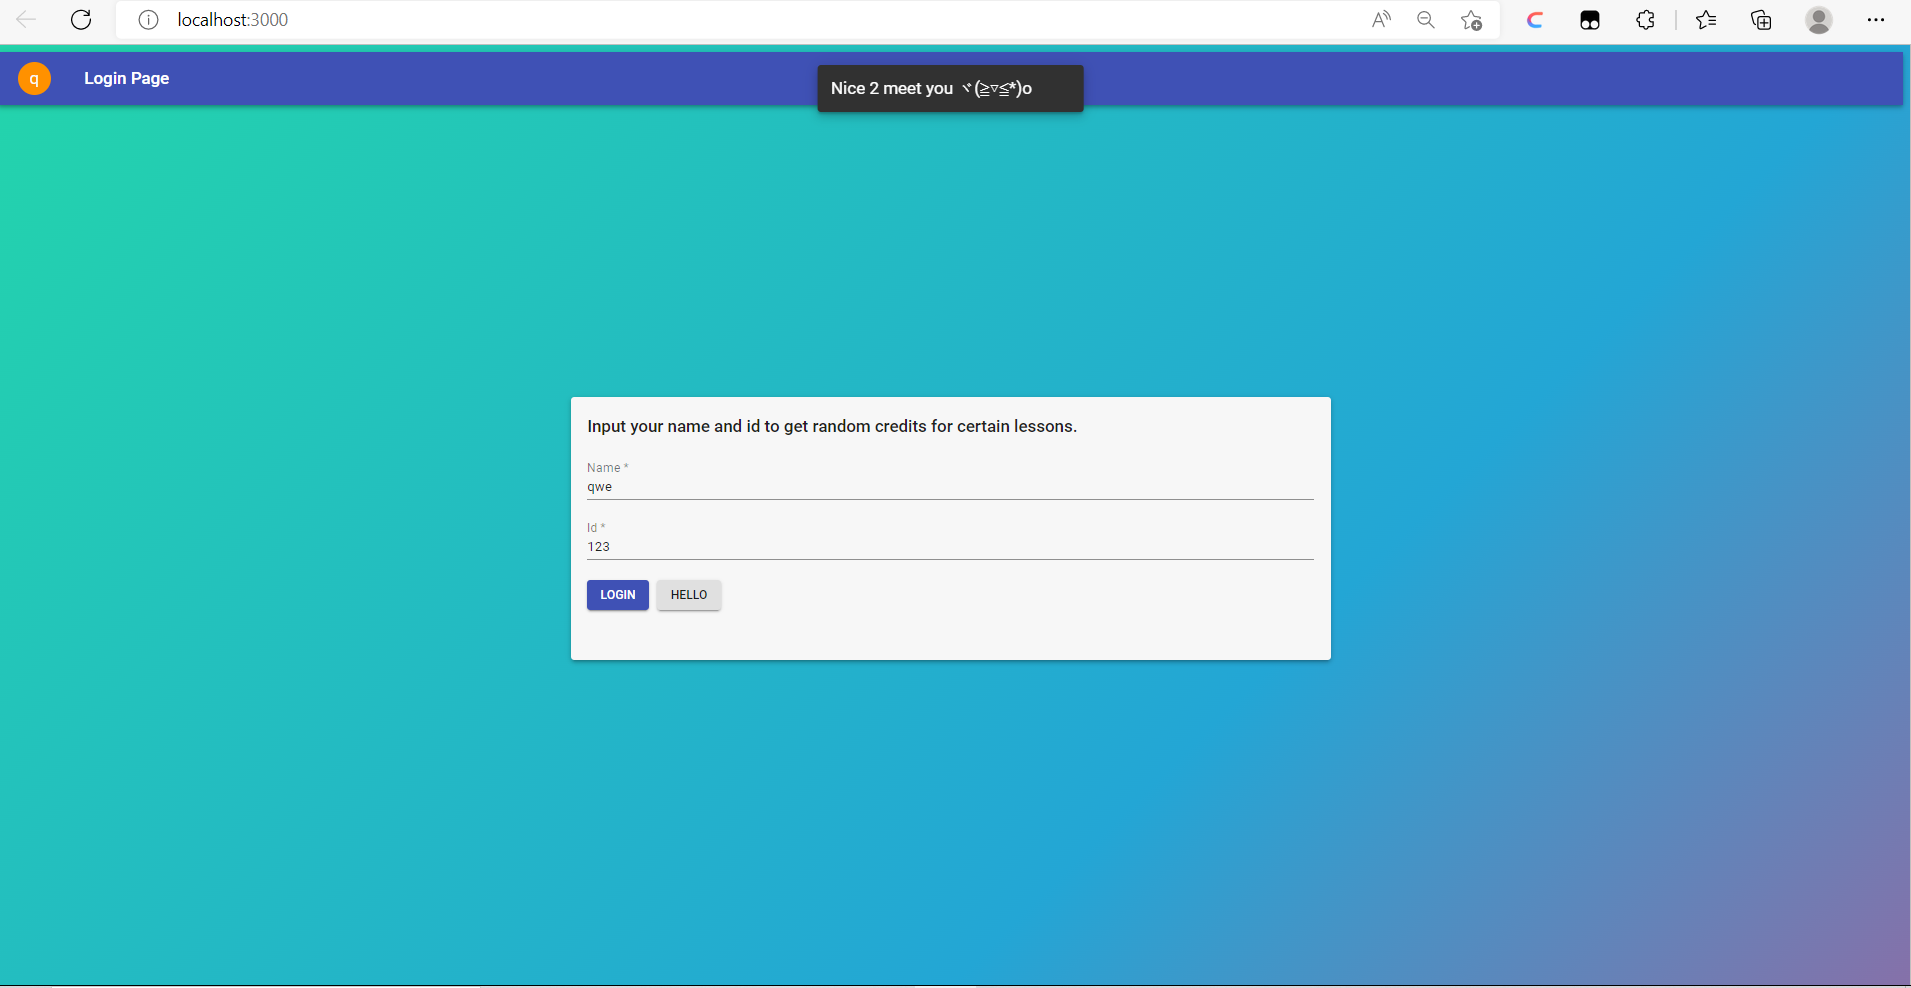 localhost:3000
q
Login Page
Nice 2 meet you ヾ(≧▽≦*)o
Input your name and id to get random credits for certain lessons.
Name *
qwe
Id *
123
LOGIN HELLO